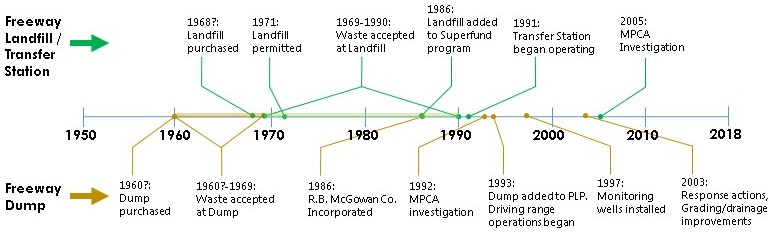 Freeway
Landfill /
Transfer
Station
1968?:
Landfill
purchased
1971:
Landfill
permitted
1969-1990:
Waste accepted
at Landfill
1986:
Landfill added
to Superfund
program
1991:
Transfer Station
began operating
2005:
MPCA
Investigation
1950
1960
1970
1980
1990
2000
2010
2018
Freeway
Dump
1960?:
Dump
purchased
1960?-1969:
Waste accepted
at Dump
1986:
R.B. McGowan Co.
Incorporated
1992:
MPCA
investigation
1993:
Dump added to PLP.
Driving range
operations began
1997:
Monitoring
wells installed
2003:
Response actions,
Grading/drainage
improvements